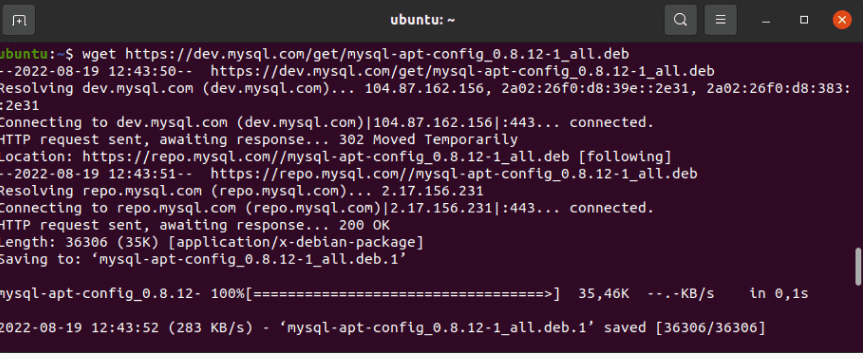 ubuntu: ~
ubuntu:~$ wget https://dev.mysql.com/get/mysql-apt-config_0.8.12-1_all.deb
--2022-08-19 12:43:50--  https://dev.mysql.com/get/mysql-apt-config_0.8.12-1_all.deb
Resolving dev.mysql.com (dev.mysql.com)... 104.87.162.156, 2a02:26f0:d8:39e::2e31, 2a02:26f0:d8:383:
:2e31
Connecting to dev.mysql.com (dev.mysql.com)|104.87.162.156|:443... connected.
HTTP request sent, awaiting response... 302 Moved Temporarily
Location: https://repo.mysql.com//mysql-apt-config_0.8.12-1_all.deb [following]
--2022-08-19 12:43:51--  https://repo.mysql.com//mysql-apt-config_0.8.12-1_all.deb
Resolving repo.mysql.com (repo.mysql.com)... 2.17.156.231
Connecting to repo.mysql.com (repo.mysql.com)|2.17.156.231|:443... connected.
HTTP request sent, awaiting response... 200 OK
Length: 36306 (35K) [application/x-debian-package]
Saving to: ‘mysql-apt-config_0.8.12-1_all.deb.1’
mysql-apt-config_0.8.12- 100%[==================================>]  35,46K  --.-KB/s    in 0,1s
2022-08-19 12:43:52 (283 KB/s) - ‘mysql-apt-config_0.8.12-1_all.deb.1’ saved [36306/36306]